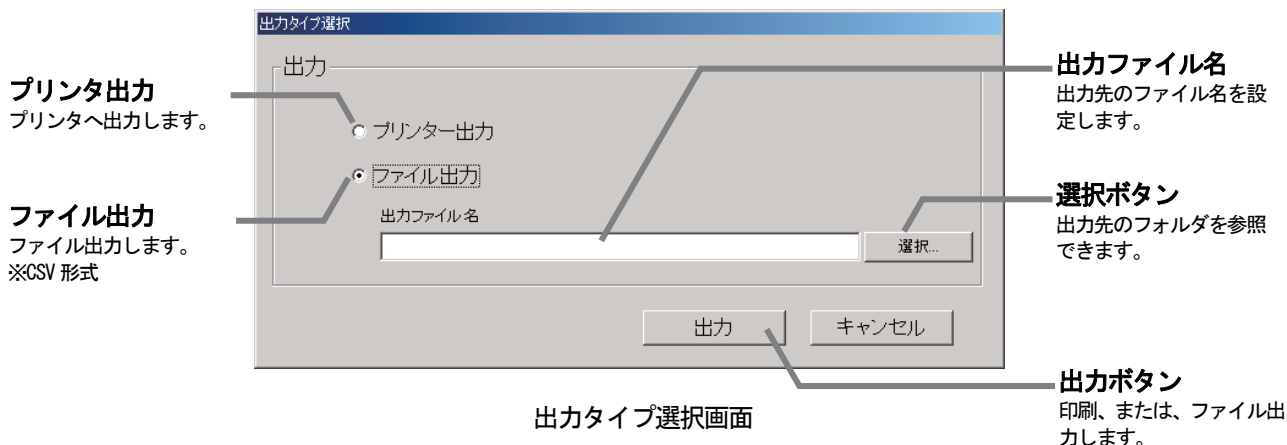 出力タイプ選択
出力
プリンタ出力
プリンタへ出力します。
プリンター出力
ファイル出力
ファイル出力
ファイル出力します。
※CSV 形式
出力ファイル名
選択...
出力
キャンセル
出力ファイル名
出力先のファイル名を設
定します。
選択ボタン
出力先のフォルダを参照
できます。
出力ボタン
印刷、または、ファイル出
力します。
出力タイプ選択画面